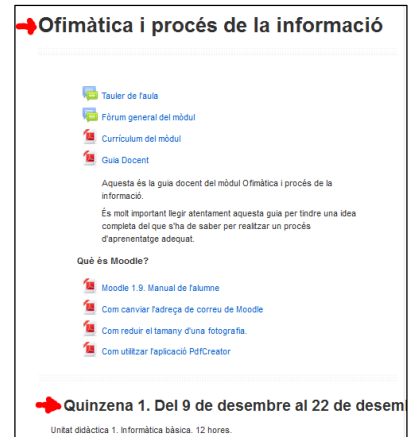 Ofimàtica i procés de la informació
Tauler de l'aula
Fòrum general del mòdul
Currículum del mòdul
Guia Docent
Aquesta és la guia docent del mòdul Ofimàtica i procés de la
informació.
És molt important llegir atentament aquesta guia per tindre una idea
completa del que s'ha de saber per realitzar un procés
d'aprenentatge adequat.
Què és Moodle?
Moodle 1.9. Manual de l'alumne
Com canviar l'adreça de correu de Moodle
Com reduir el tamany d'una fotografia.
Com utilitzar l'aplicació PdfCreator
Quinzena 1. Del 9 de desembre al 22 de desem
Unitat didàctica 1. Informàtica bàsica. 12 hores.